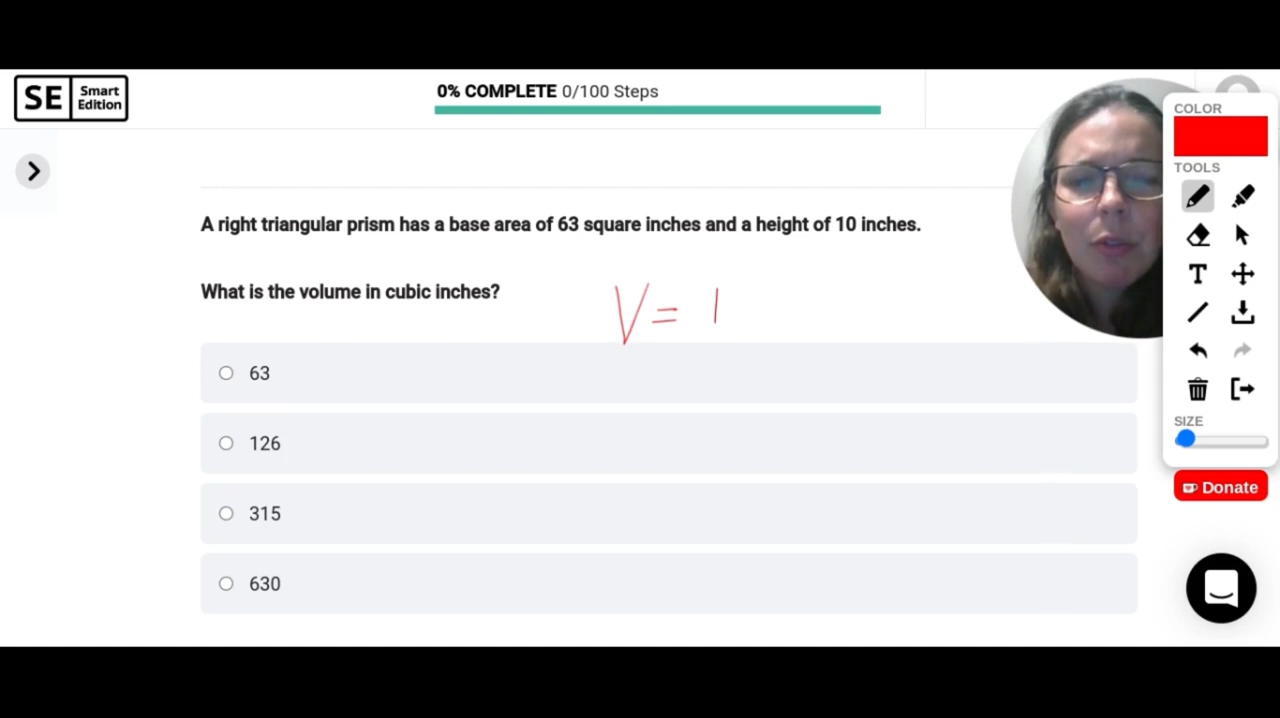 SE Smart Edition
0% COMPLETE 0/100 Steps
COLOR
TOOLS
A right triangular prism has a base area of 63 square inches and a height of 10 inches.
What is the volume in cubic inches?
V = I
T
63
126
315
630
SIZE
Donate